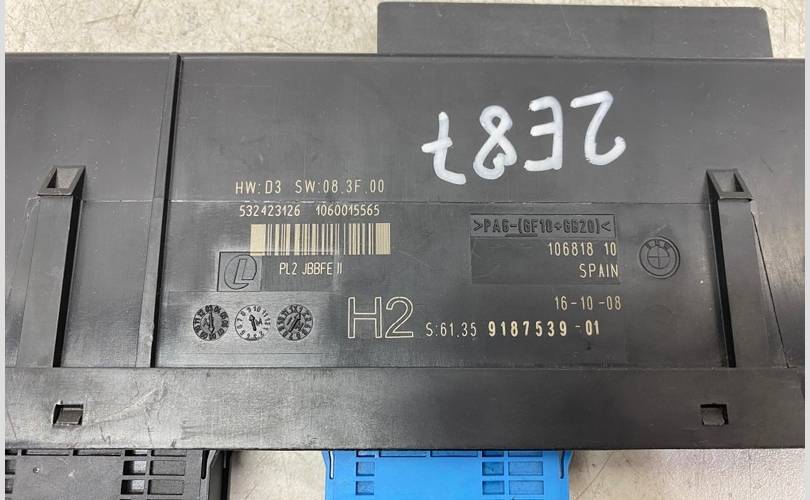 2E87
HW:D3 SW:08.3F.00
532423126 1060015565
PL2 JBBFE II
>PA6-(GF10+GB20)<
106818 10
SPAIN
16-10-08
H2
S:61.35 9187539-01